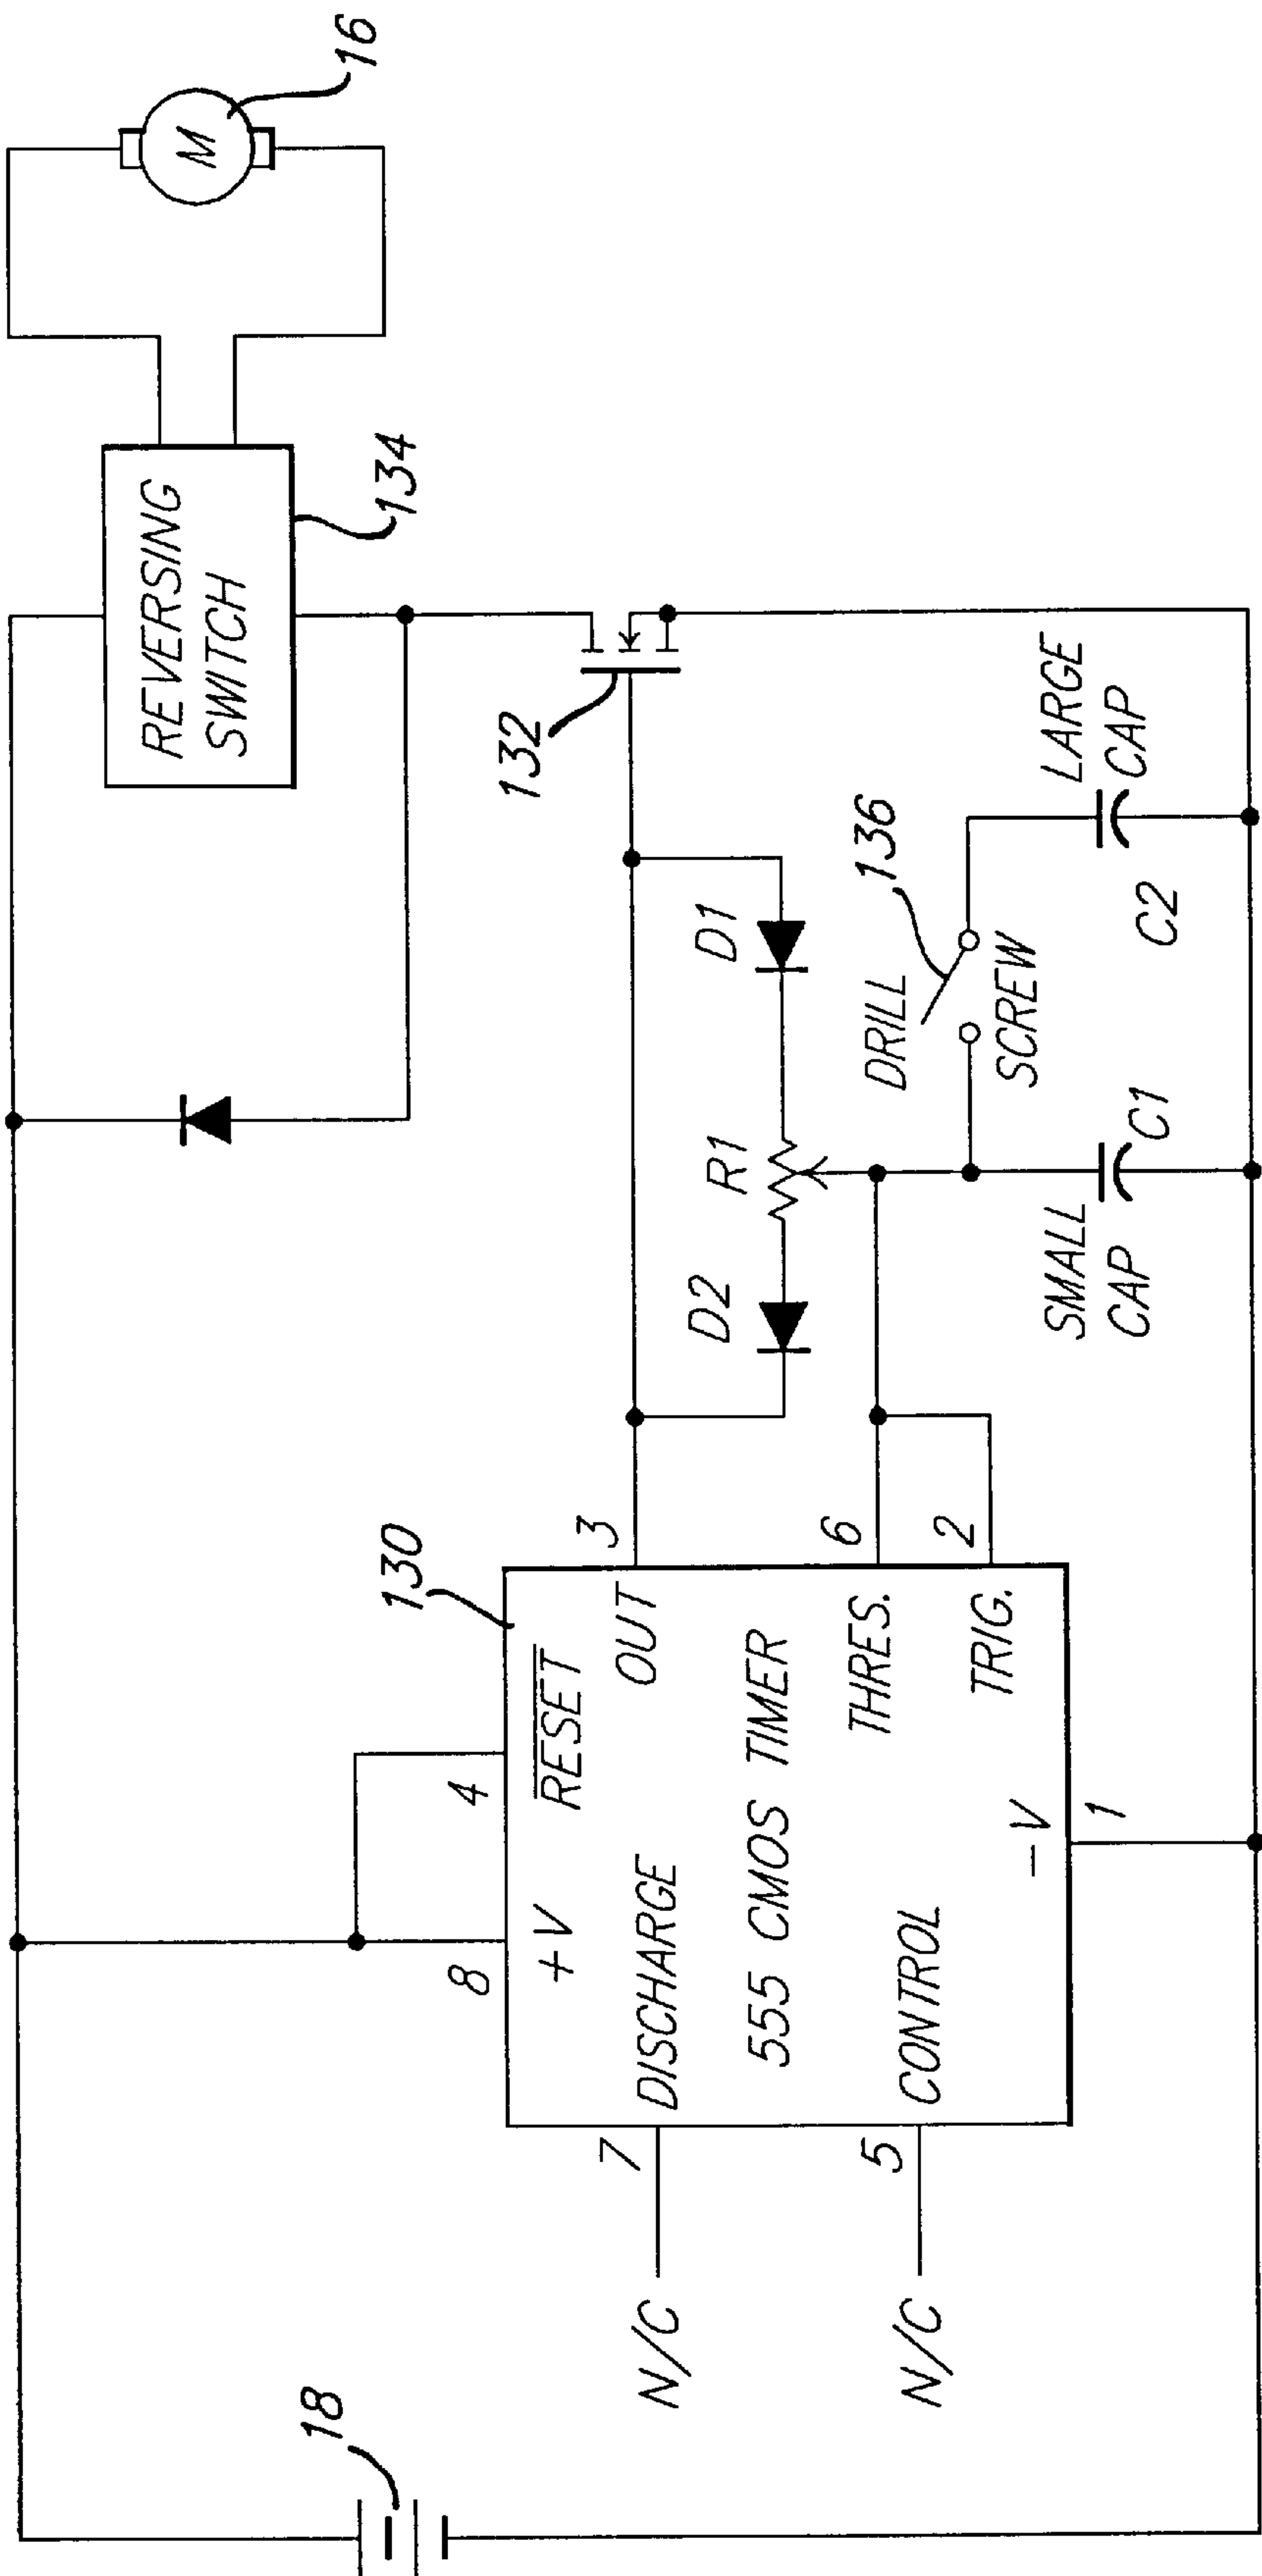 18
N/C
7
N/C
5
8
+V
4
RESET
DISCHARGE
OUT
3
555 CMOS TIMER
THRES.
6
CONTROL
TRIG.
2
-V
1
130
D2
R1
D1
132
DRILL
SCREW
136
SMALL
CAP
C1
C2
LARGE
CAP
REVERSING
SWITCH
134
M
16